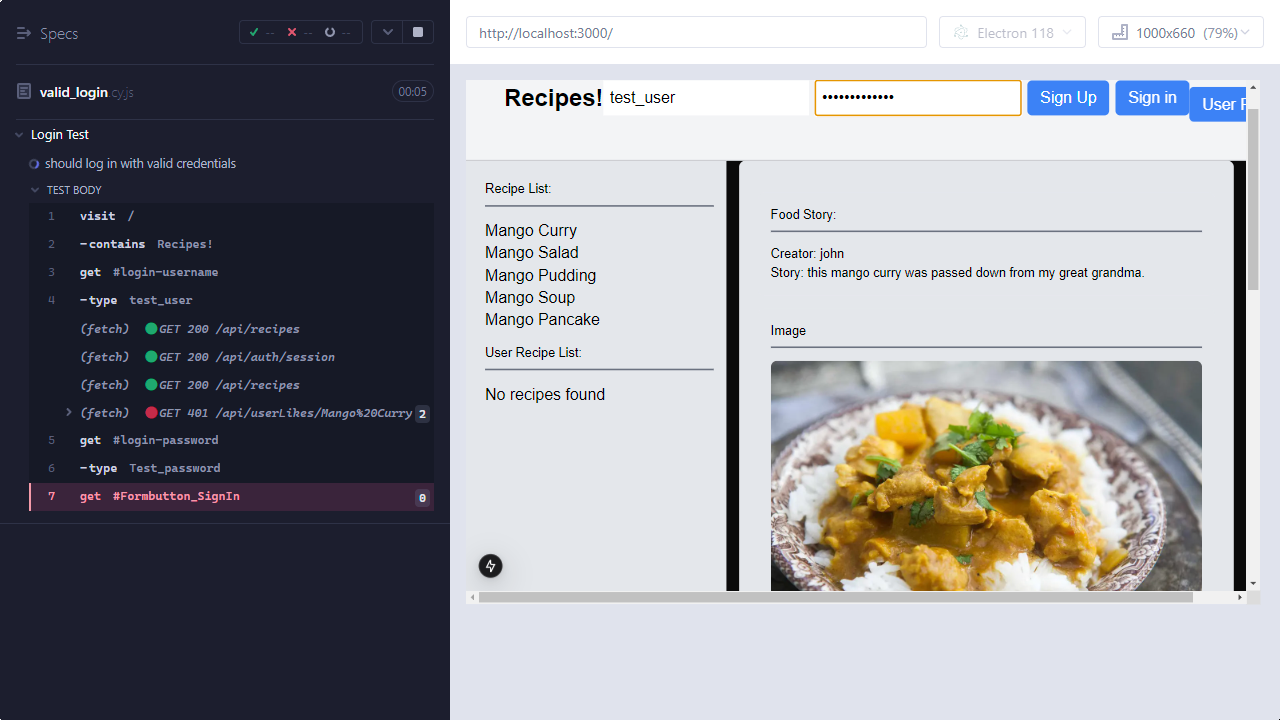 Specs
-- -- --
valid_login.cy.js
00:05
Login Test
should log in with valid credentials
TEST BODY
1 visit /
2 -contains Recipes!
3 get #login-username
4 -type test_user
(fetch) GET 200 /api/recipes
(fetch) GET 200 /api/auth/session
(fetch) GET 200 /api/recipes
(fetch) GET 401 /api/userLikes/Mango%20Curry 2
5 get #login-password
6 -type Test_password
7 get #Formbutton_SignIn 0
http://localhost:3000/
Electron 118
1000x660 (79%)
Recipes! test_user ••••••••••••• Sign Up Sign in User
Recipe List:
Mango Curry
Mango Salad
Mango Pudding
Mango Soup
Mango Pancake
User Recipe List:
No recipes found
Food Story:
Creator: john
Story: this mango curry was passed down from my great grandma.
Image